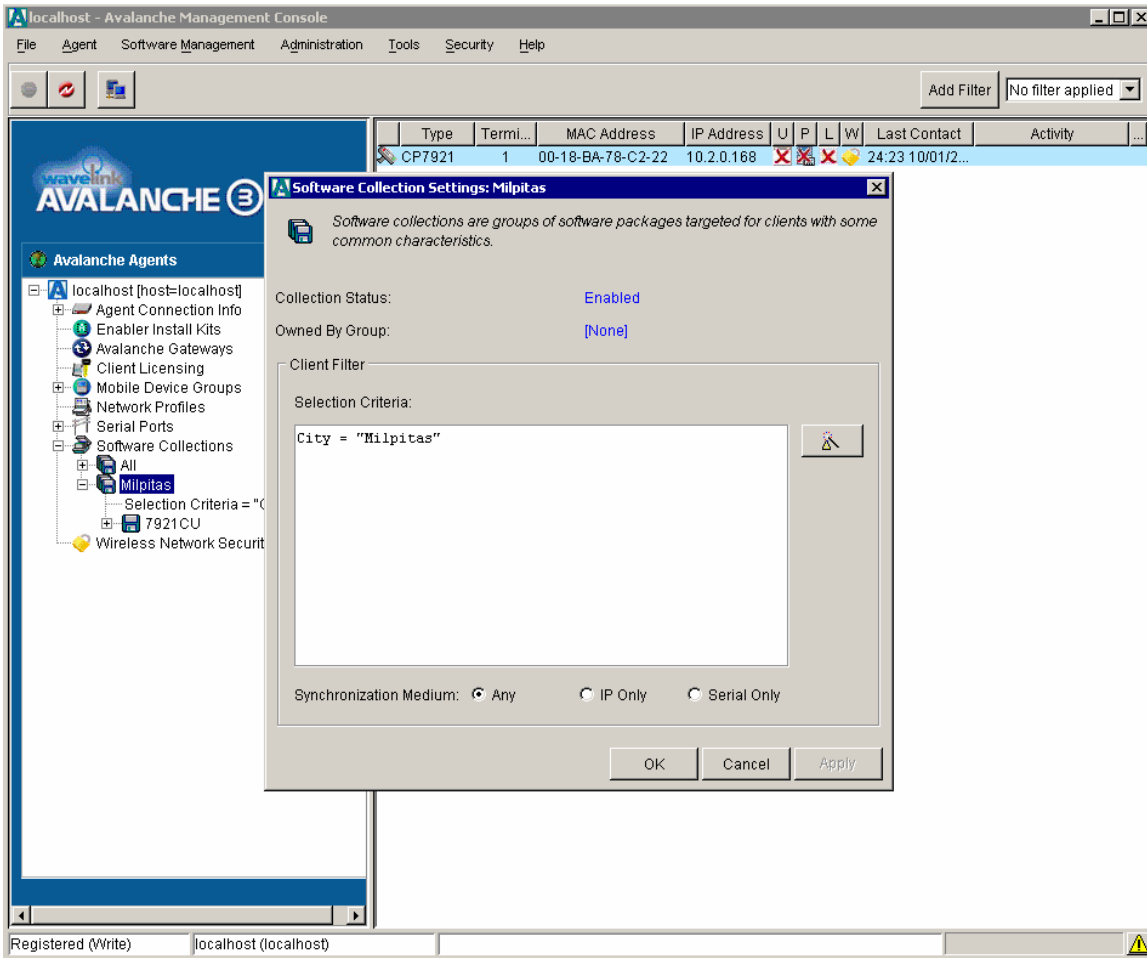 localhost - Avalanche Management Console
File Agent Software Management Administration Tools Security Help
Add Filter No filter applied
Type Termi... MAC Address IP Address U P L W Last Contact Activity ...
CP7921 1 00-18-BA-78-C2-22 10.2.0.168 24:23 10/01/2...
wavelink
AVALANCHE 3
Avalanche Agents
localhost [host=localhost]
Agent Connection Info
Enabler Install Kits
Avalanche Gateways
Client Licensing
Mobile Device Groups
Network Profiles
Serial Ports
Software Collections
All
Milpitas
Selection Criteria = "C
7921CU
Wireless Network Securit
Software Collection Settings: Milpitas
Software collections are groups of software packages targeted for clients with some
common characteristics.
Collection Status: Enabled
Owned By Group: [None]
Client Filter
Selection Criteria:
City = "Milpitas"
Synchronization Medium: Any IP Only Serial Only
OK Cancel Apply
Registered (Write) localhost (localhost)